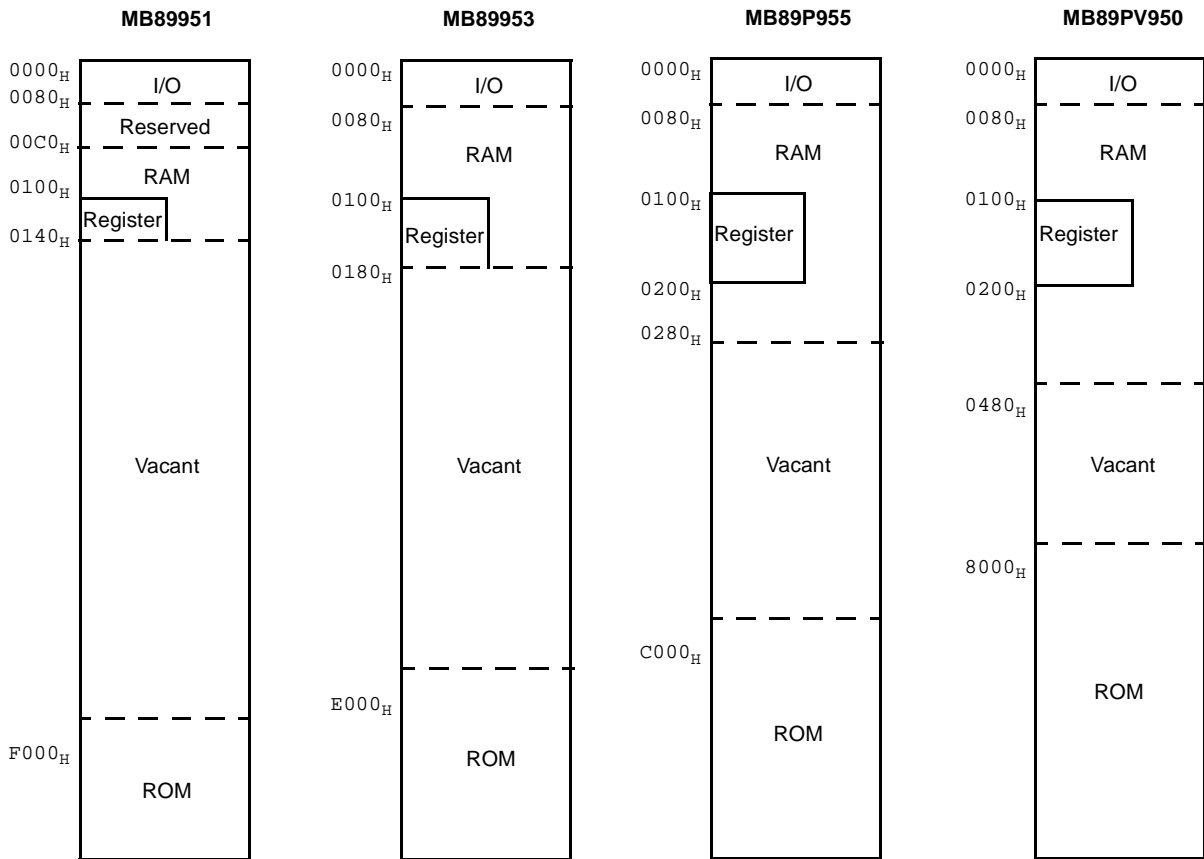 MB89951
0000H
I/O
0080H
Reserved
00C0H
RAM
0100H
Register
0140H
Vacant
F000H
ROM
MB89953
0000H
I/O
0080H
RAM
0100H
Register
0180H
Vacant
E000H
ROM
MB89P955
0000H
I/O
0080H
RAM
0100H
Register
0200H
0280H
Vacant
C000H
ROM
MB89PV950
0000H
I/O
0080H
RAM
0100H
Register
0200H
0480H
Vacant
8000H
ROM